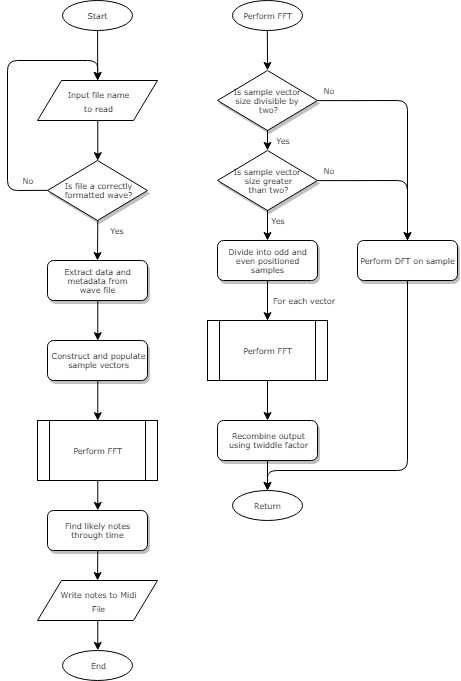 Start
Input file name
to read
No
Is file a correctly
formatted wave?
Yes
Extract data and
metadata from
wave file
Construct and populate
sample vectors
Perform FFT
Find likely notes
through time
Write notes to Midi
File
End
Perform FFT
Is sample vector
size divisible by
two?
No
Yes
Is sample vector
size greater
than two?
No
Yes
Divide into odd and
even positioned
samples
Perform DFT on sample
For each vector
Perform FFT
Recombine output
using twiddle factor
Return